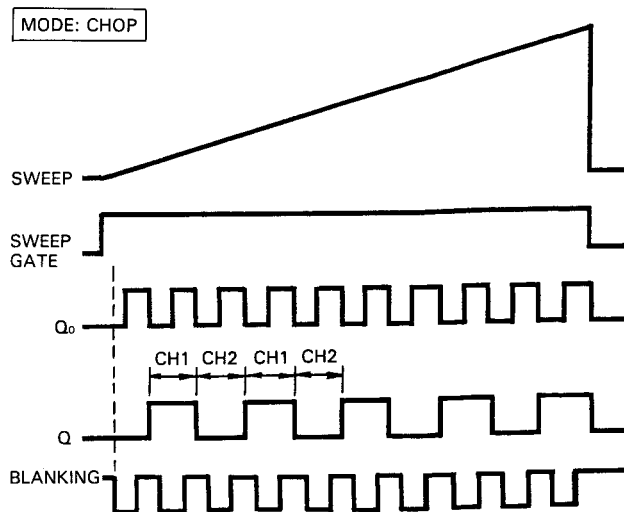 MODE: CHOP
SWEEP
SWEEP
GATE
Q₀
CH1 CH2 CH1 CH2
Q
BLANKING